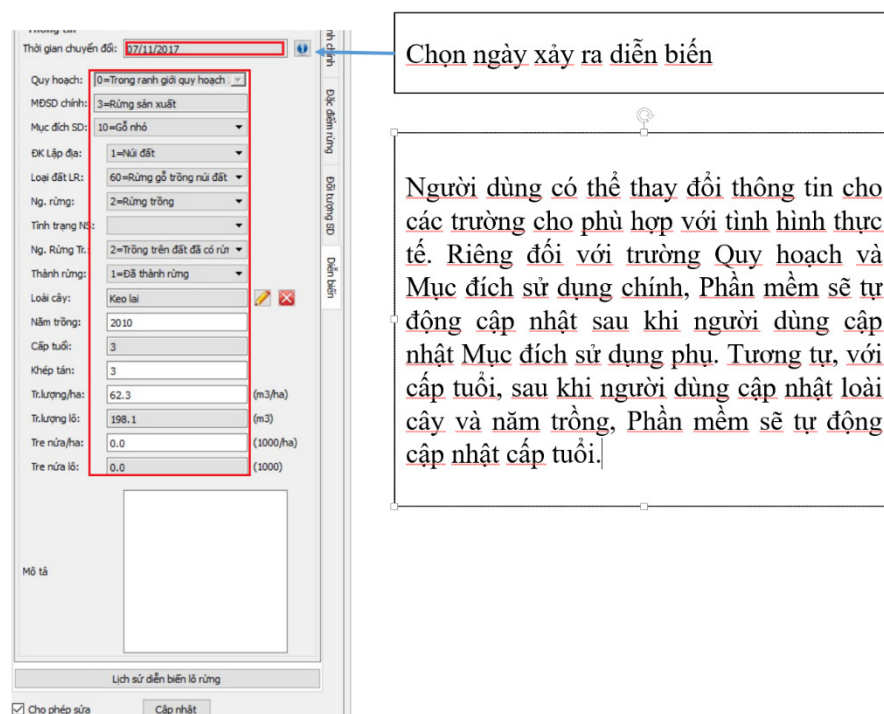 Thông tin
Thời gian chuyển đổi: 07/11/2017
Quy hoạch: 0=Trong ranh giới quy hoạch
MĐSD chính: 3=Rừng sản xuất
Mục đích SD: 10=Gỗ nhỏ
ĐK Lập địa: 1=Núi đất
Loại đất LR: 60=Rừng gỗ trồng núi đất
Ng. rừng: 2=Rừng trồng
Tình trạng NS:
Ng. Rừng Tr.: 2=Trồng trên đất đã có rừr
Thành rừng: 1=Đã thành rừng
Loài cây: Keo lai
Năm trồng: 2010
Cấp tuổi: 3
Khép tán: 3
Tr.lượng/ha: 62.3 (m3/ha)
Tr.lượng lô: 198.1 (m3)
Tre nứa/ha: 0.0 (1000/ha)
Tre nứa lô: 0.0 (1000)
Mô tả
Lịch sử diễn biến lô rừng
Cho phép sửa Cập nhật
h chính
Đặc điểm rừng
Đối tượng SD
Diễn biến
Chọn ngày xảy ra diễn biến
Người dùng có thể thay đổi thông tin cho
các trường cho phù hợp với tình hình thực
tế. Riêng đối với trường Quy hoạch và
Mục đích sử dụng chính, Phần mềm sẽ tự
động cập nhật sau khi người dùng cập
nhật Mục đích sử dụng phụ. Tương tự, với
cấp tuổi, sau khi người dùng cập nhật loài
cây và năm trồng, Phần mềm sẽ tự động
cập nhật cấp tuổi.